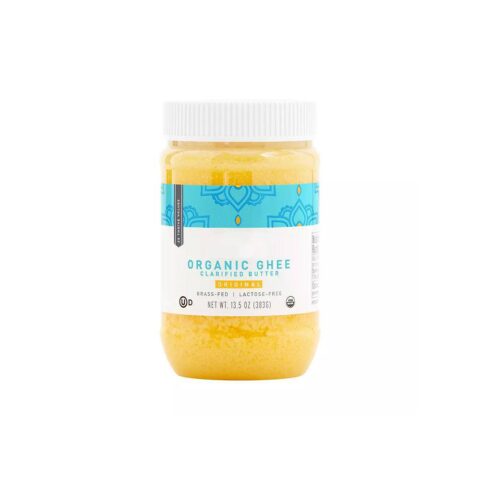 ORGANIC GHEE
CLARIFIED BUTTER
ORIGINAL
GRASS-FED | LACTOSE-FREE
U D
NET WT. 13.5 OZ (383G)